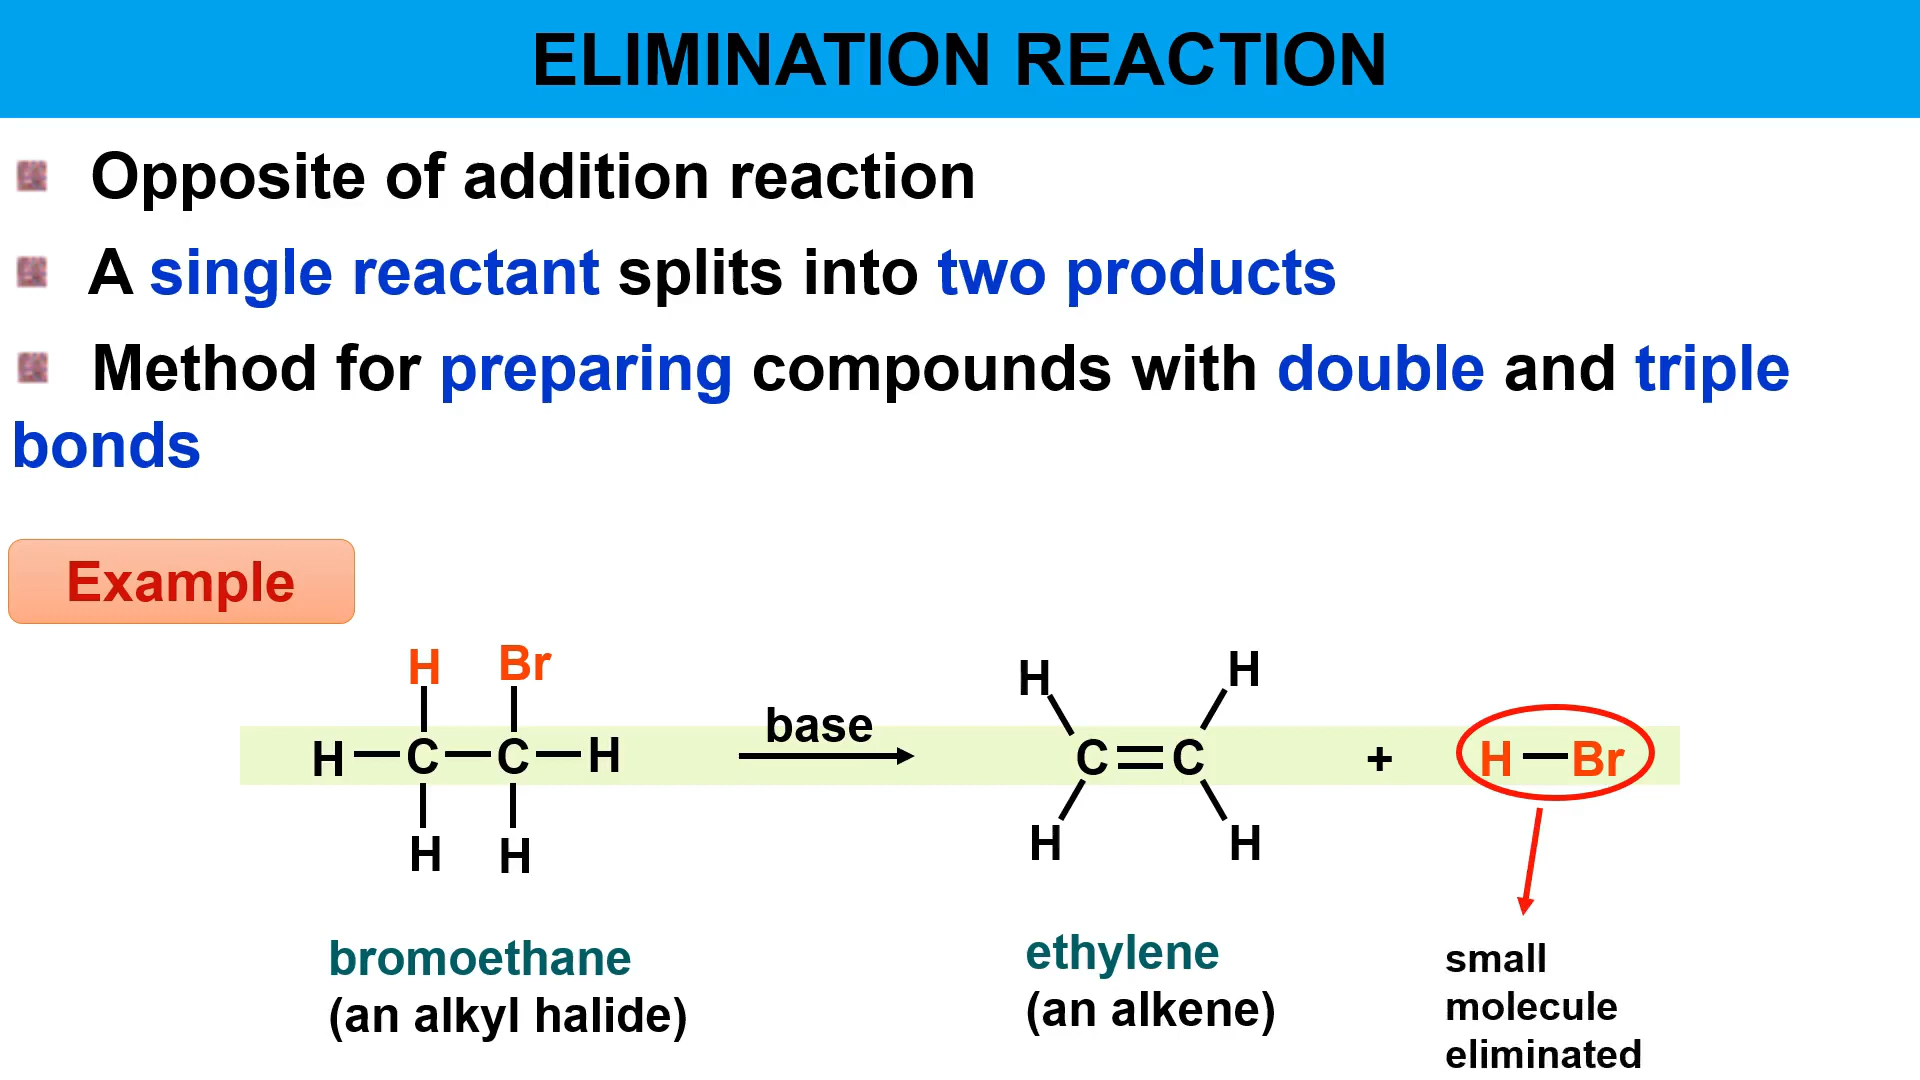 ELIMINATION REACTION
Opposite of addition reaction
A single reactant splits into two products
Method for preparing compounds with double and triple
bonds
Example
H Br
H C C H
H H
base
H H
C C
H H
+
H Br
bromoethane
(an alkyl halide)
ethylene
(an alkene)
small
molecule
eliminated